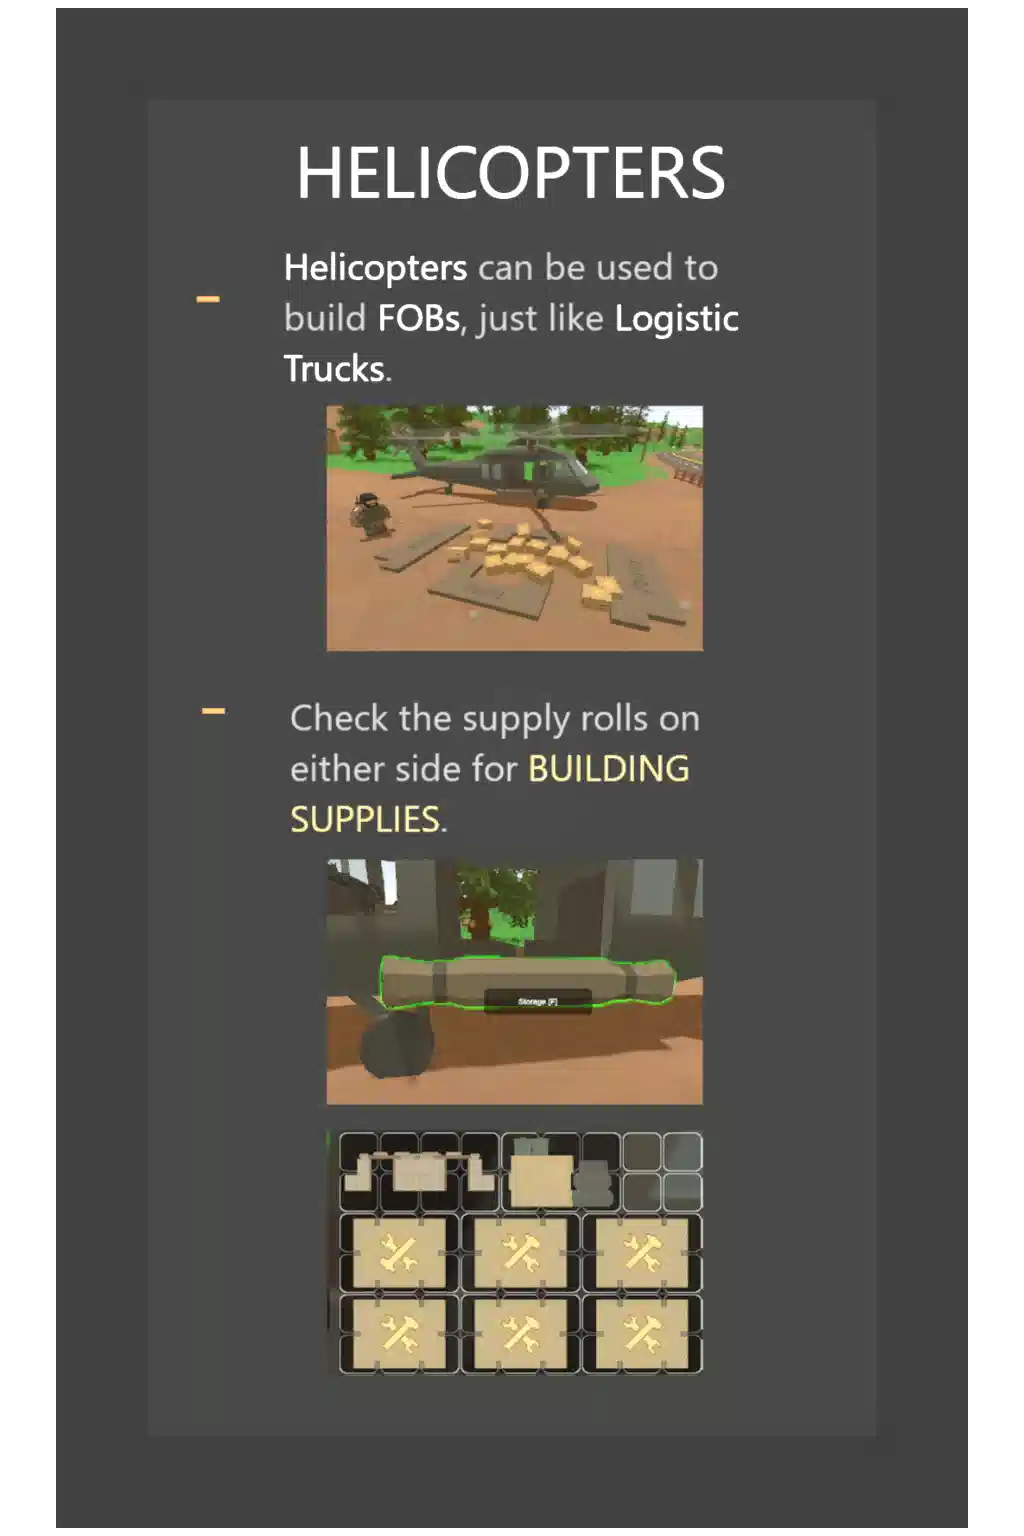 HELICOPTERS
Helicopters can be used to
build FOBs, just like Logistic
Trucks.
Check the supply rolls on
either side for BUILDING
SUPPLIES.
Storage [F]